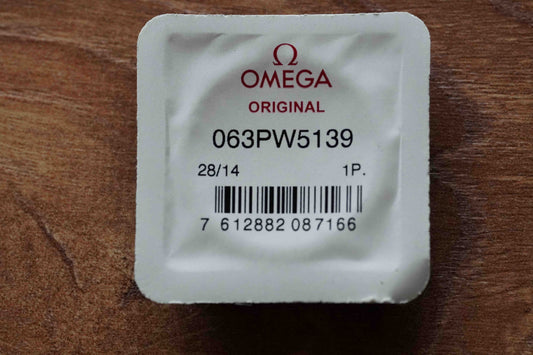 Ω
OMEGA
ORIGINAL
063PW5139
28/14 1P.
7 612882 087166